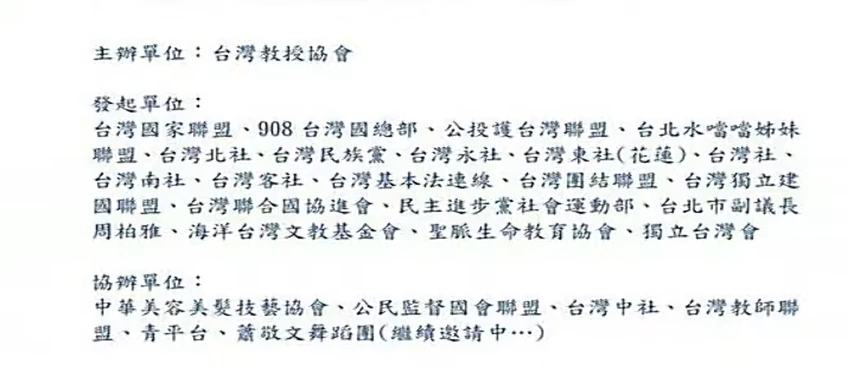 主辦單位：台灣教授協會
發起單位：
台灣國家聯盟、908 台灣國總部、公投護台灣聯盟、台北水噹噹姊妹
聯盟、台灣北社、台灣民族黨、台灣永社、台灣東社(花蓮)、台灣社、
台灣南社、台灣客社、台灣基本法連線、台灣團結聯盟、台灣獨立建
國聯盟、台灣聯合國協進會、民主進步黨社會運動部、台北市副議長
周柏雅、海洋台灣文教基金會、聖脈生命教育協會、獨立台灣會
協辦單位：
中華美容美髮技藝協會、公民監督國會聯盟、台灣中社、台灣教師聯
盟、青平台、蕭敬文舞蹈團(繼續邀請中…)